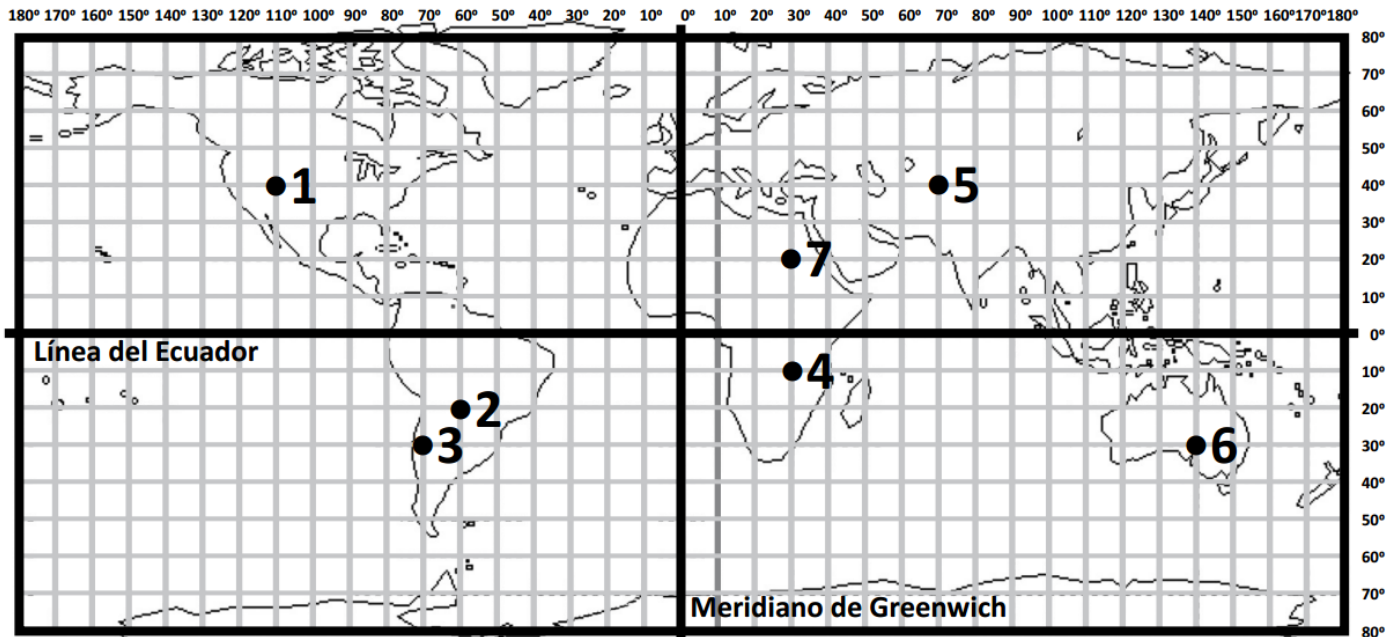 180º 170º 160º 150º 140º 130º 120º 110º 100º 90º 80º 70º 60º 50º 40º 30º 20º 10º 0º 10º 20º 30º 40º 50º 60º 70º 80º 90º 100º 110º 120º 130º 140º 150º 160º 170º 180º
80º
70º
60º
50º
1 5 40º
30º
7 20º
10º
0º
Línea del Ecuador
4 10º
2 20º
3 6 30º
40º
50º
60º
70º
Meridiano de Greenwich
80º